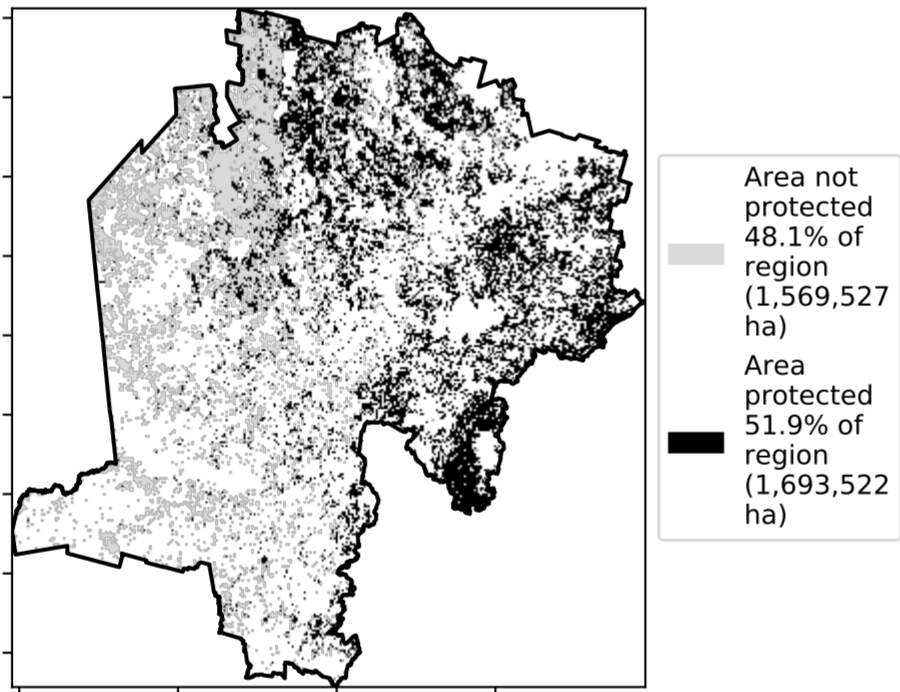 Area not
protected
48.1% of
region
(1,569,527
ha)
Area
protected
51.9% of
region
(1,693,522
ha)